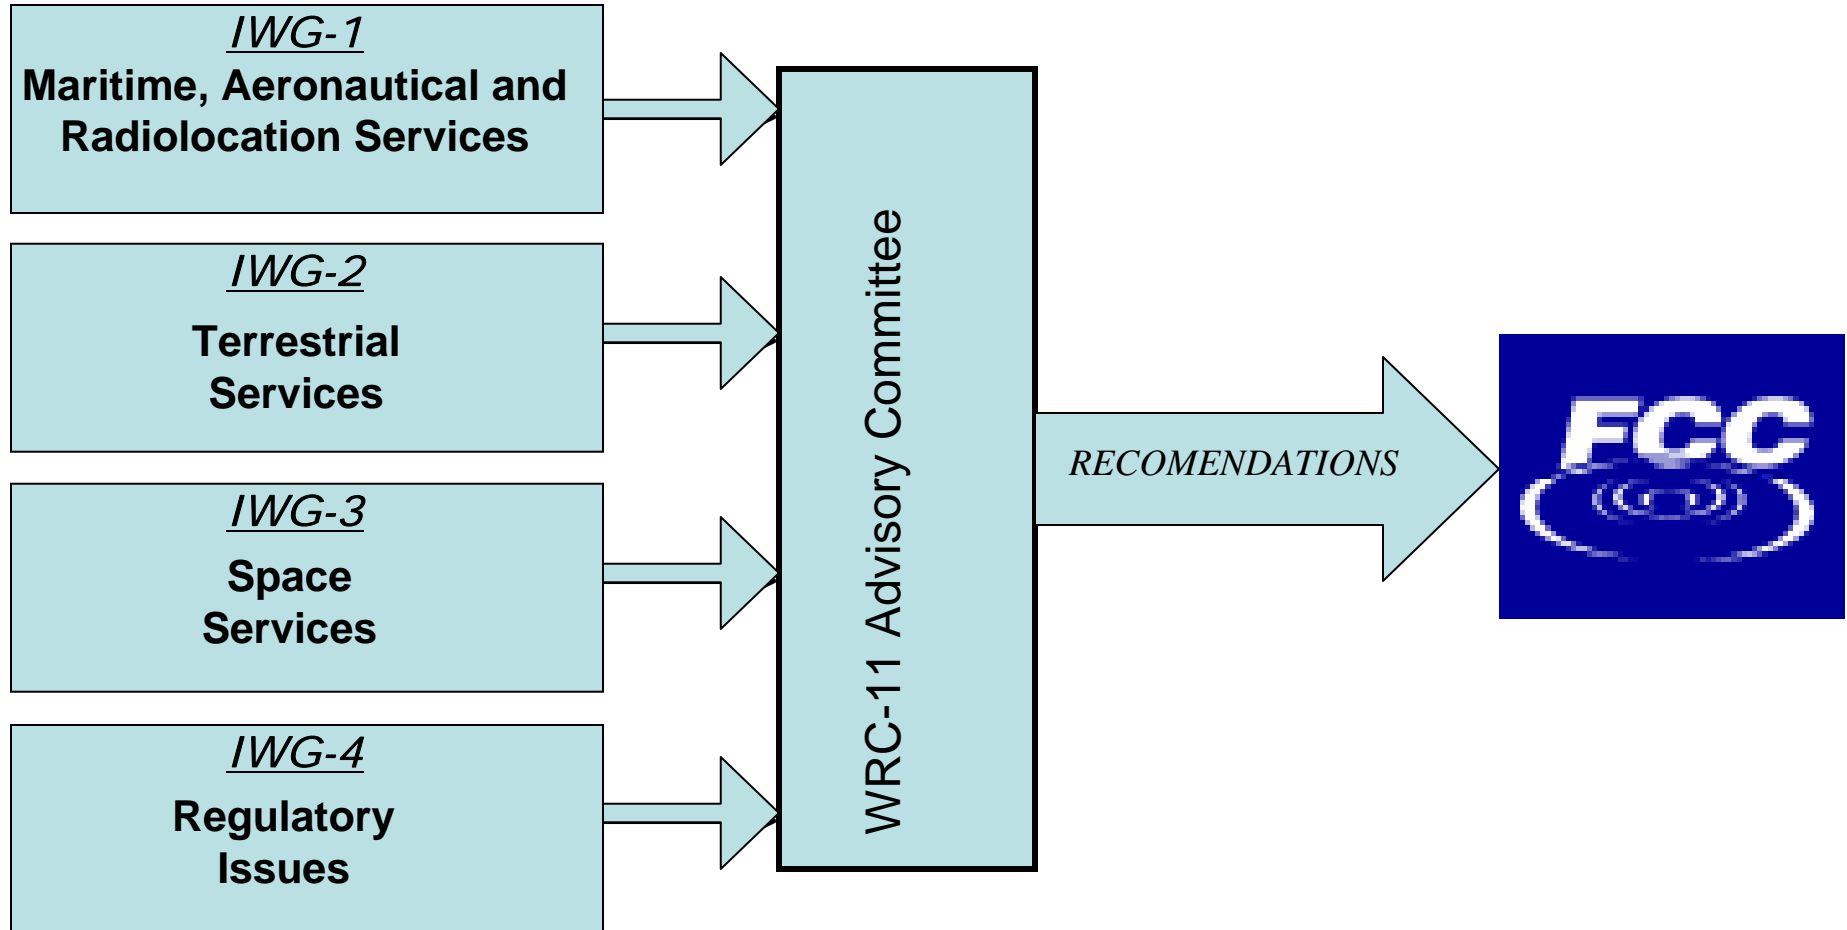 IWG-1
Maritime, Aeronautical and
Radiolocation Services
IWG-2
Terrestrial
Services
IWG-3
Space
Services
IWG-4
Regulatory
Issues
WRC-11 Advisory Committee
RECOMENDATIONS
FCC